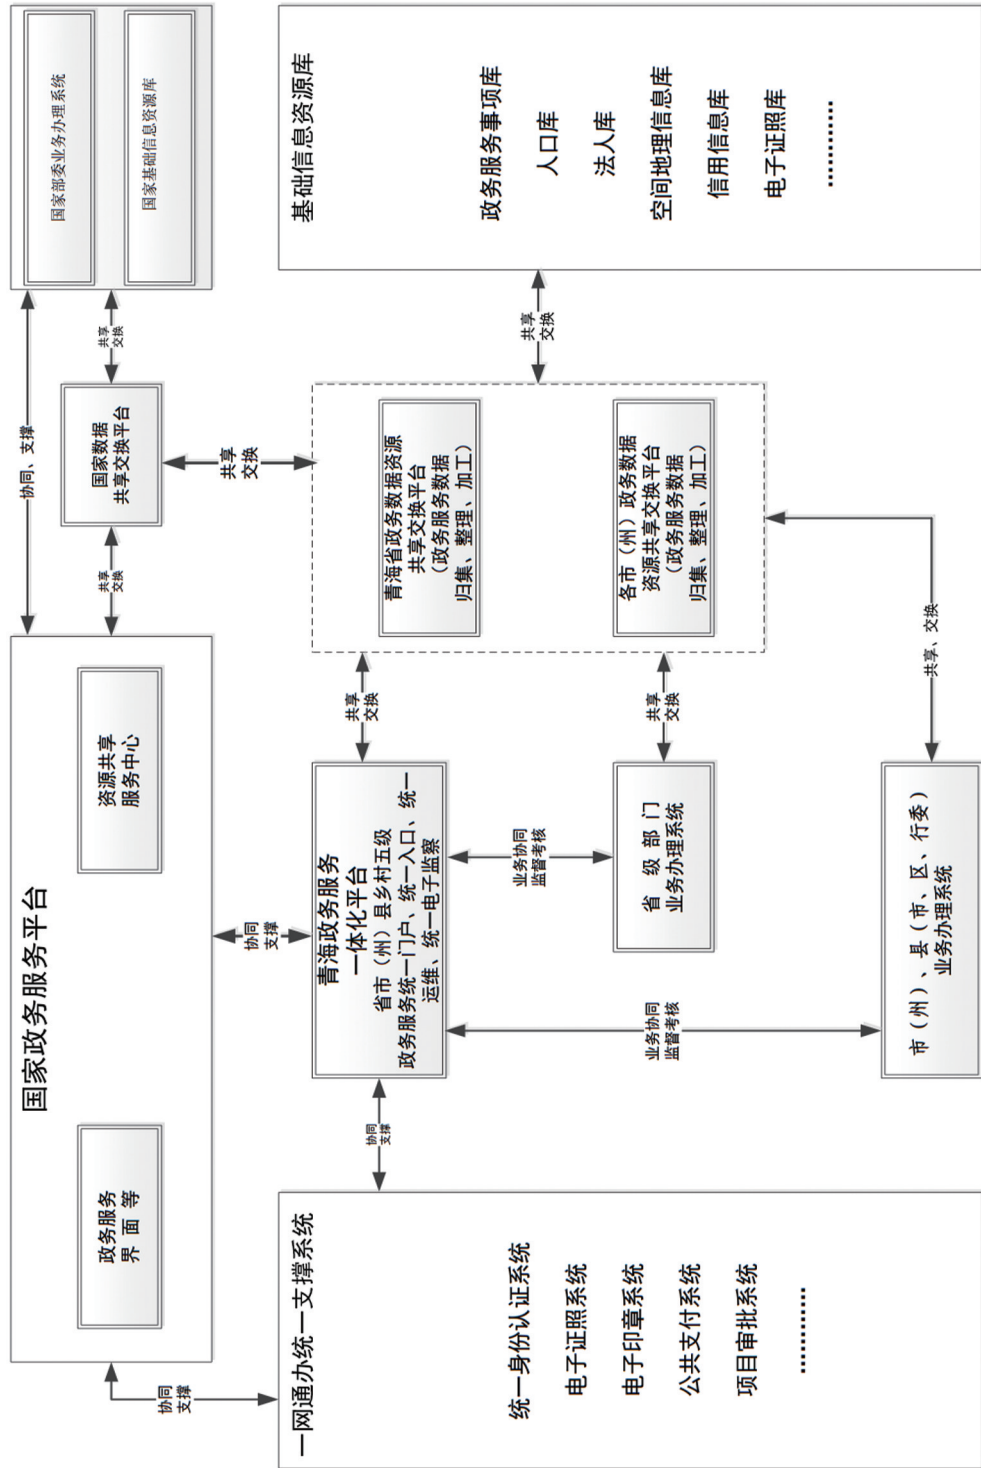 国家政务服务平台
政务服务
界 面 等
资源共享
服务中心
协同、支撑
共享
交换
国家数据
共享交换平台
共享
交换
国家部委业务办理系统
国家基础信息资源库
协同
支撑
协同
支撑
共享
交换
一网通办统一支撑系统
统一身份认证系统
电子证照系统
电子印章系统
公共支付系统
项目审批系统
…………
协同
支撑
青海政务服务
一体化平台
省市（州）县乡村五级
政务服务统一门户、统一入口、统一
运维、统一电子监察
共享
交换
青海省政务数据资源
共享交换平台
（政务服务数据
归集、整理、加工）
共享
交换
基础信息资源库
政务服务事项库
人口库
法人库
空间地理信息库
信用信息库
电子证照库
…………
业务协同
监督考核
省 级 部 门
业务办理系统
共享
交换
各市（州）政务数据
资源共享交换平台
（政务服务数据
归集、整理、加工）
业务协同
监督考核
市（州）、县（市、区、行委）
业务办理系统
共享、交换